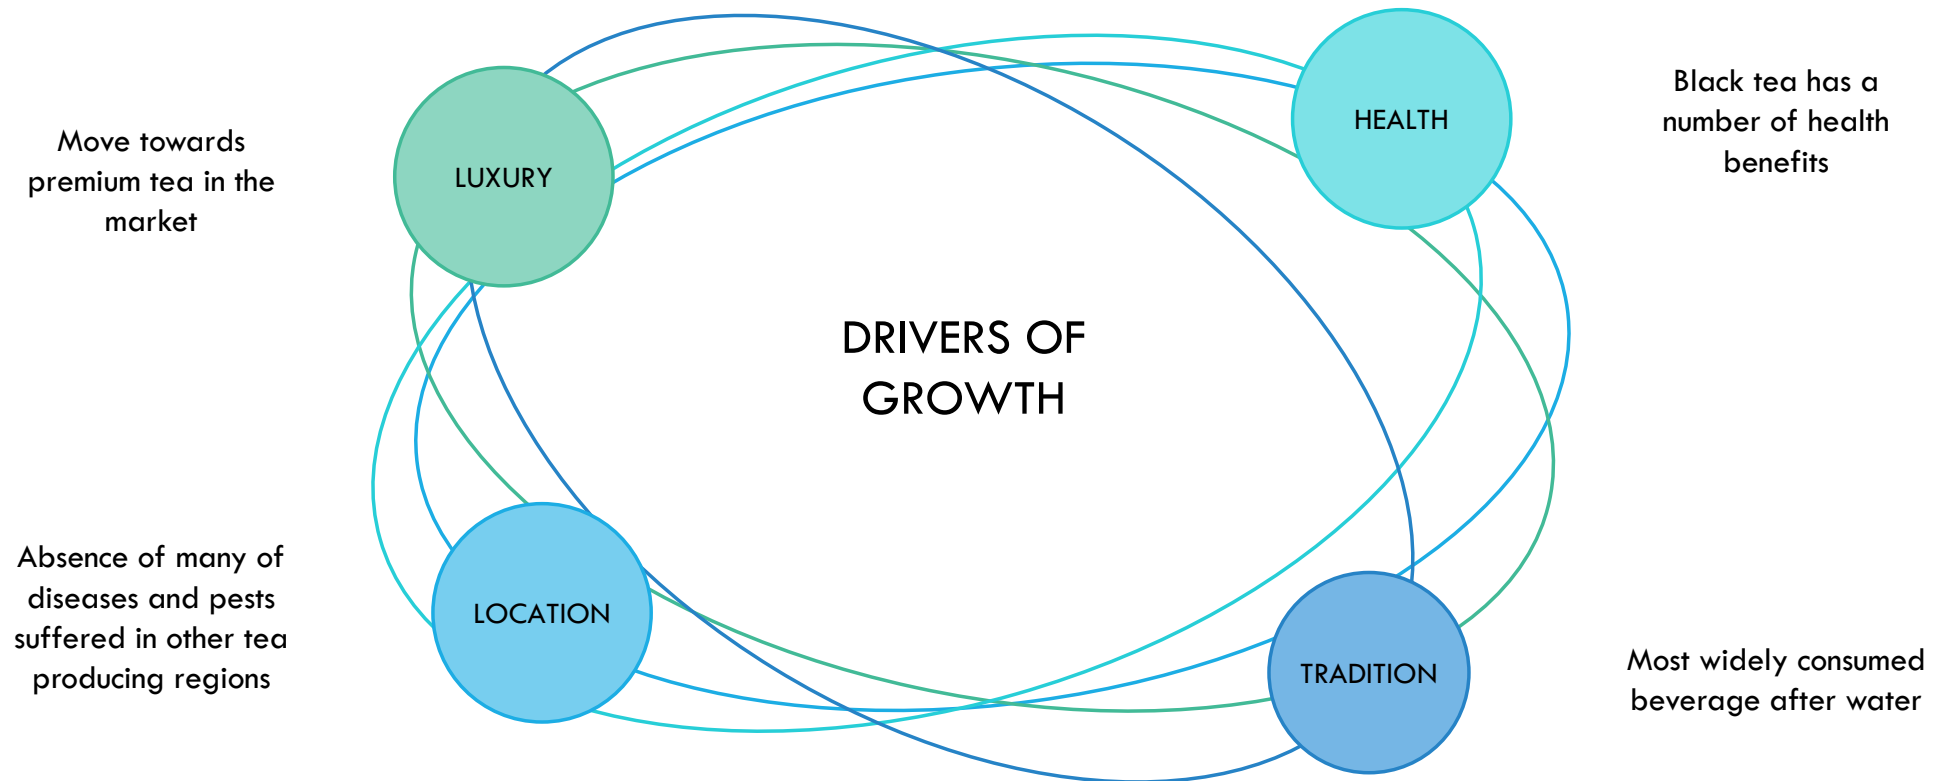 Move towards
premium tea in the
market
LUXURY
HEALTH
Black tea has a
number of health
benefits
DRIVERS OF
GROWTH
Absence of many of
diseases and pests
suffered in other tea
producing regions
LOCATION
TRADITION
Most widely consumed
beverage after water